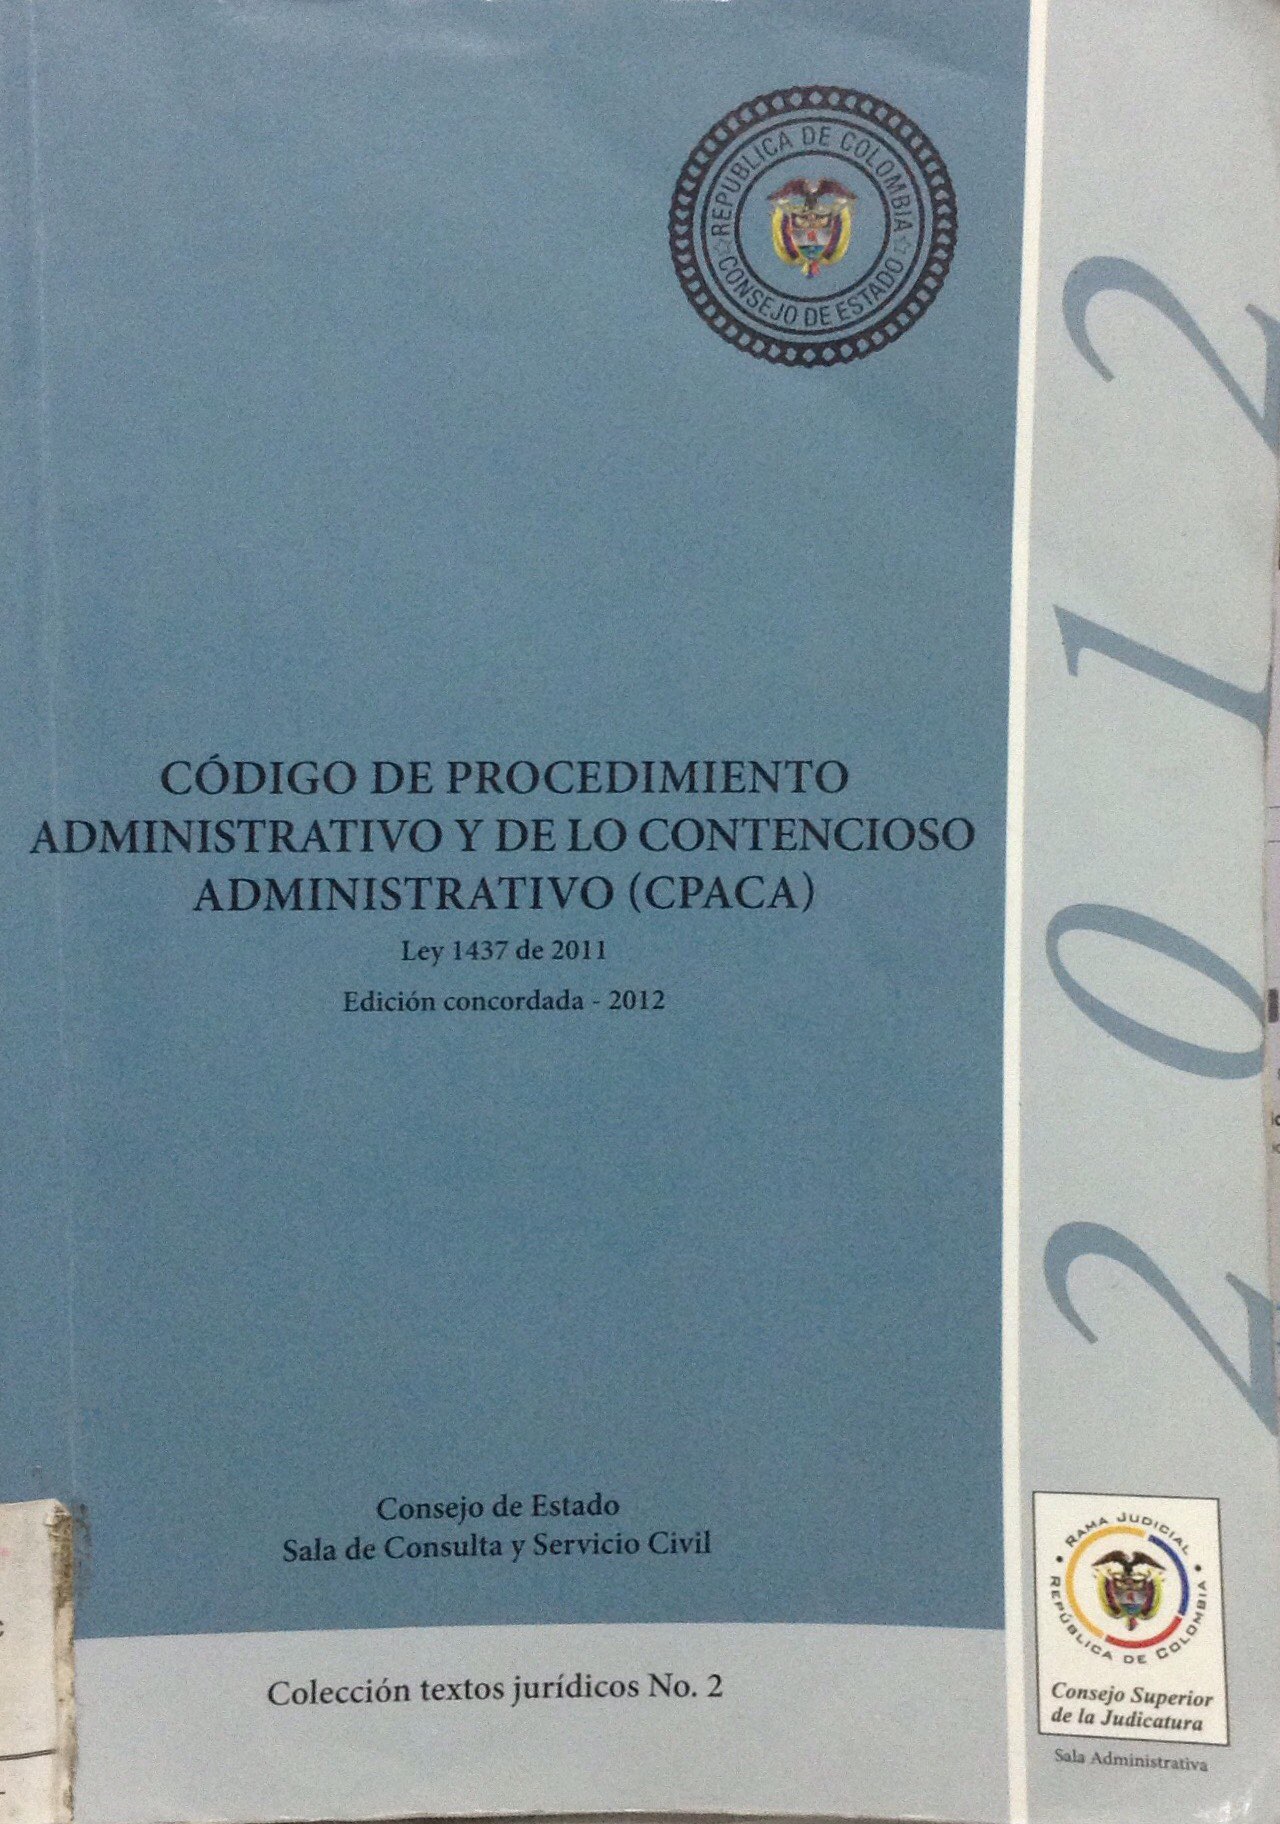 REPUBLICA DE COLOMBIA
CONSEJO DE ESTADO
2012
CÓDIGO DE PROCEDIMIENTO
ADMINISTRATIVO Y DE LO CONTENCIOSO
ADMINISTRATIVO (CPACA)
Ley 1437 de 2011
Edición concordada - 2012
Consejo de Estado
Sala de Consulta y Servicio Civil
Colección textos jurídicos No. 2
RAMA JUDICIAL
REPÚBLICA DE COLOMBIA
Consejo Superior
de la Judicatura
Sala Administrativa